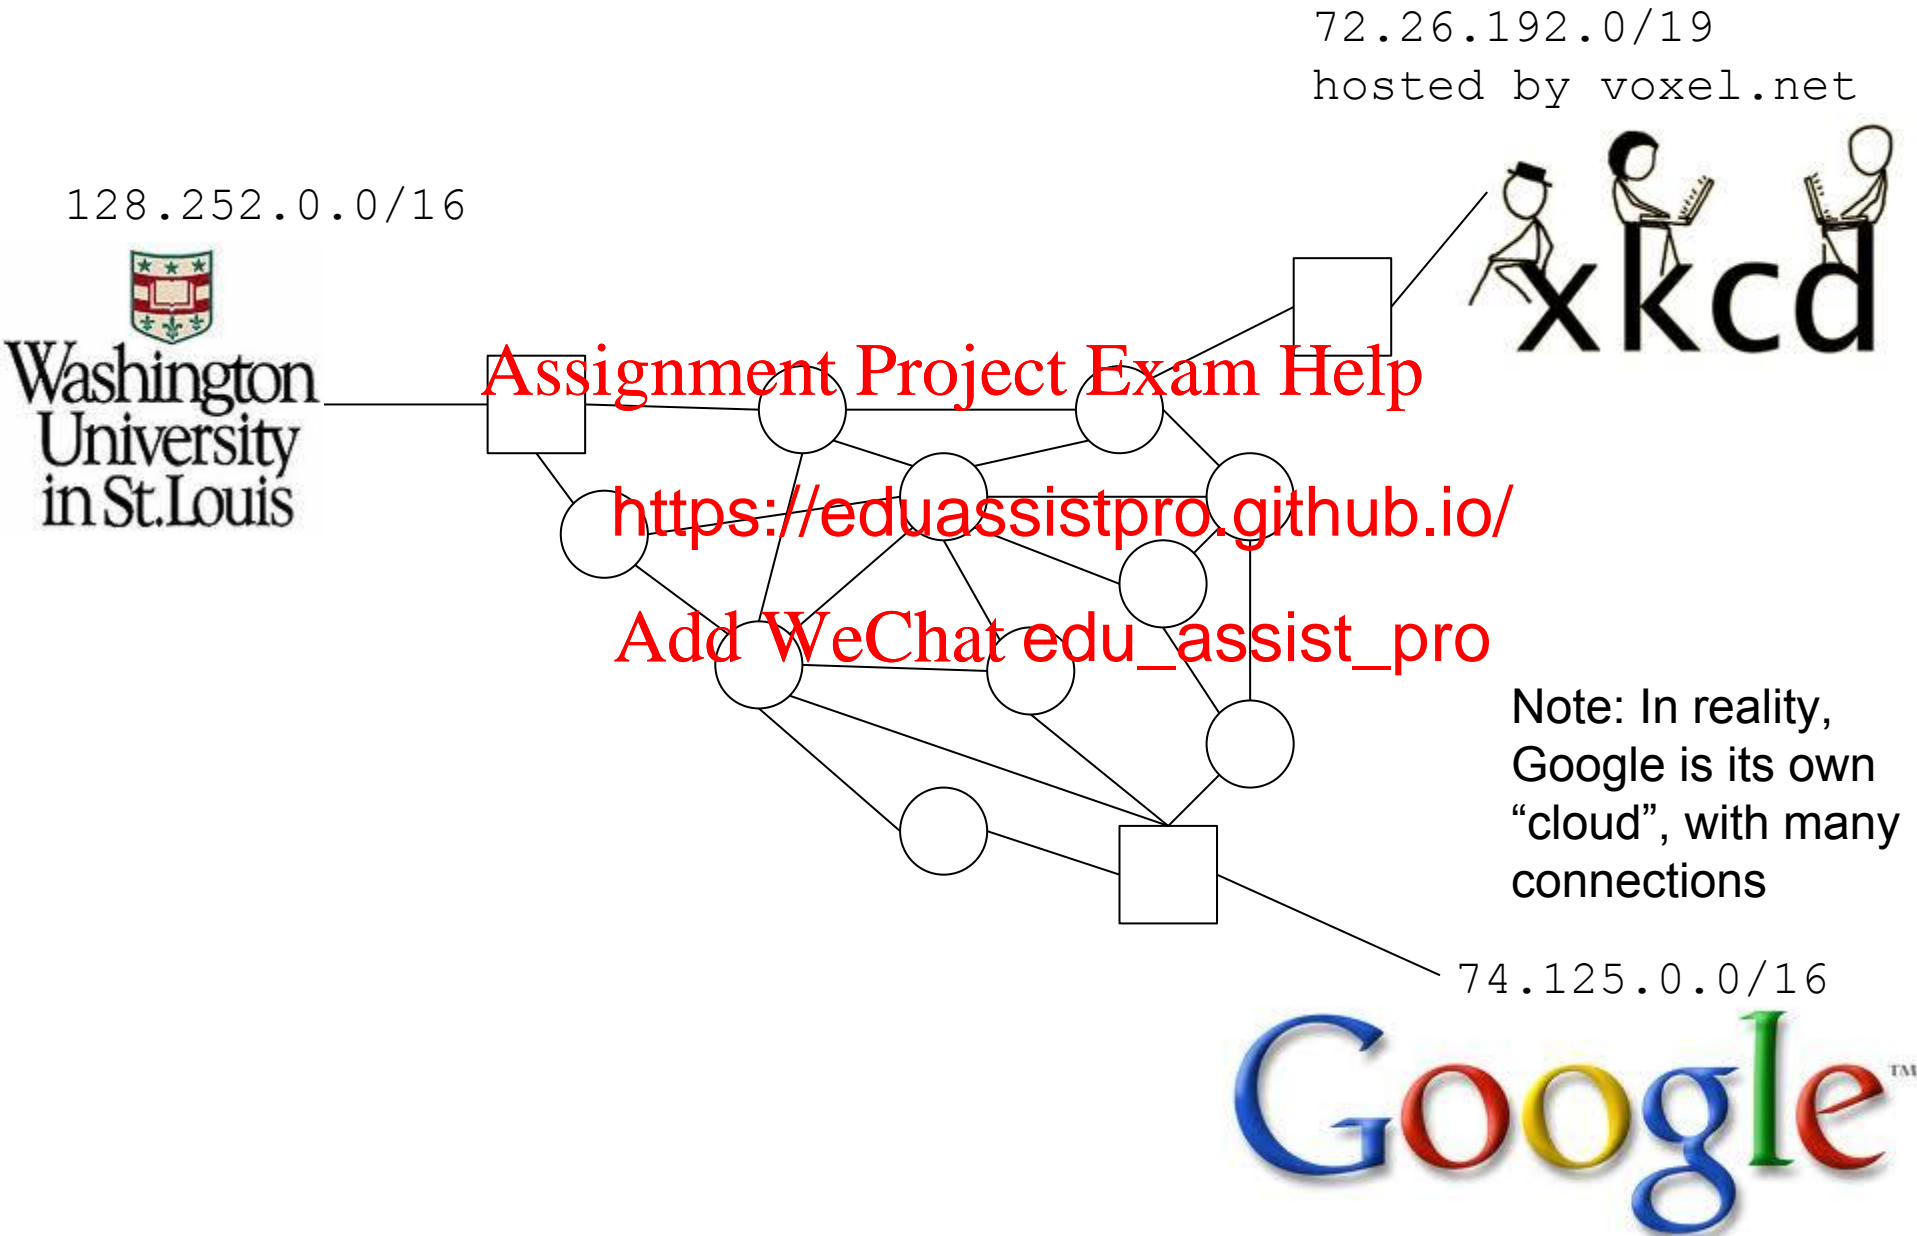 72.26.192.0/19
hosted by voxel.net
xkcd
128.252.0.0/16
Washington
University
in St.Louis
Assignment Project Exam Help
https://eduassistpro.github.io/
Add WeChat edu_assist_pro
Note: In reality,
Google is its own
“cloud”, with many
connections
74.125.0.0/16
Google™